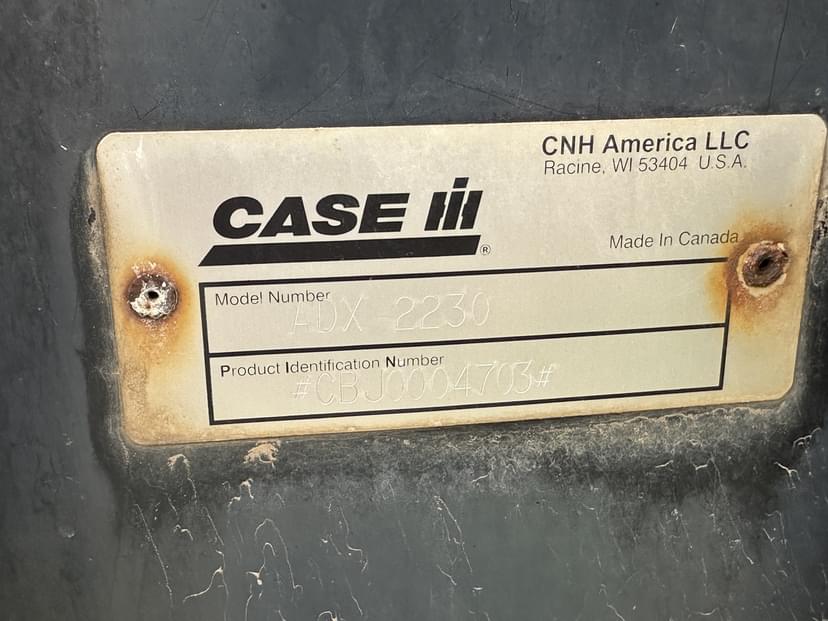 CNH America LLC
Racine, WI 53404 U.S.A.
CASE IH®
Made In Canada
Model Number
ADX 2230
Product Identification Number
#CBJ0004703#